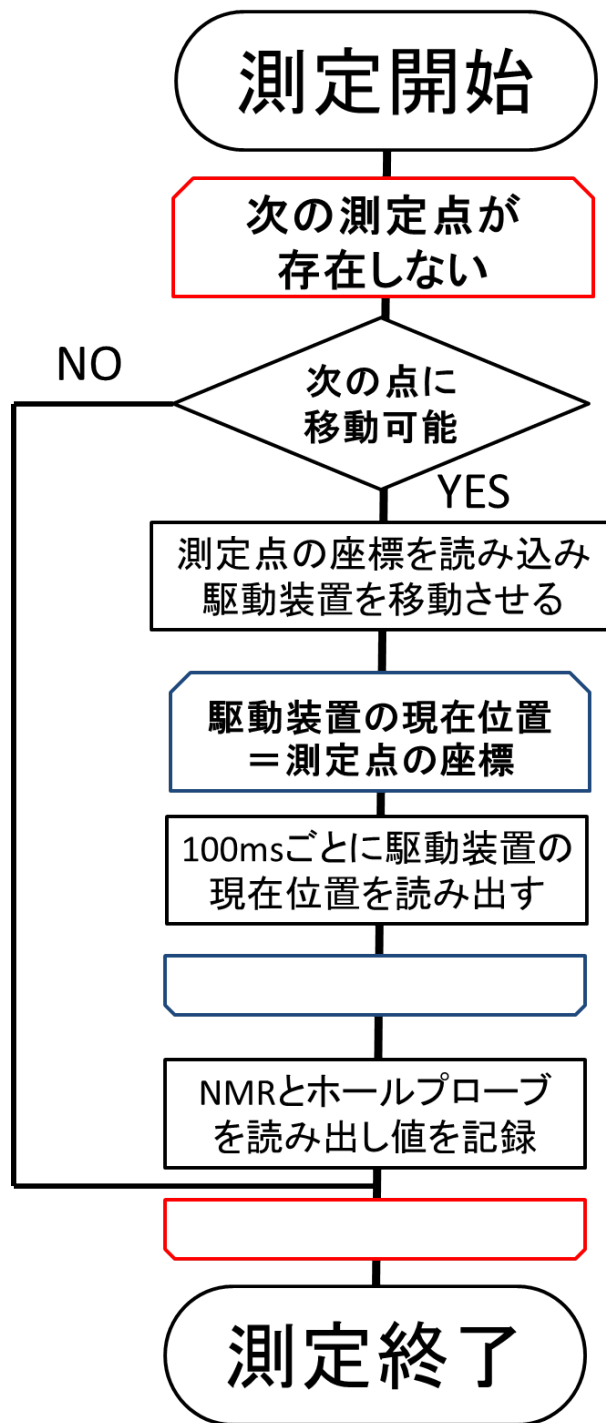 測定開始
次の測定点が
存在しない
NO
次の点に
移動可能
YES
測定点の座標を読み込み
駆動装置を移動させる
駆動装置の現在位置
＝測定点の座標
100msごとに駆動装置の
現在位置を読み出す
NMRとホールプローブ
を読み出し値を記録
測定終了